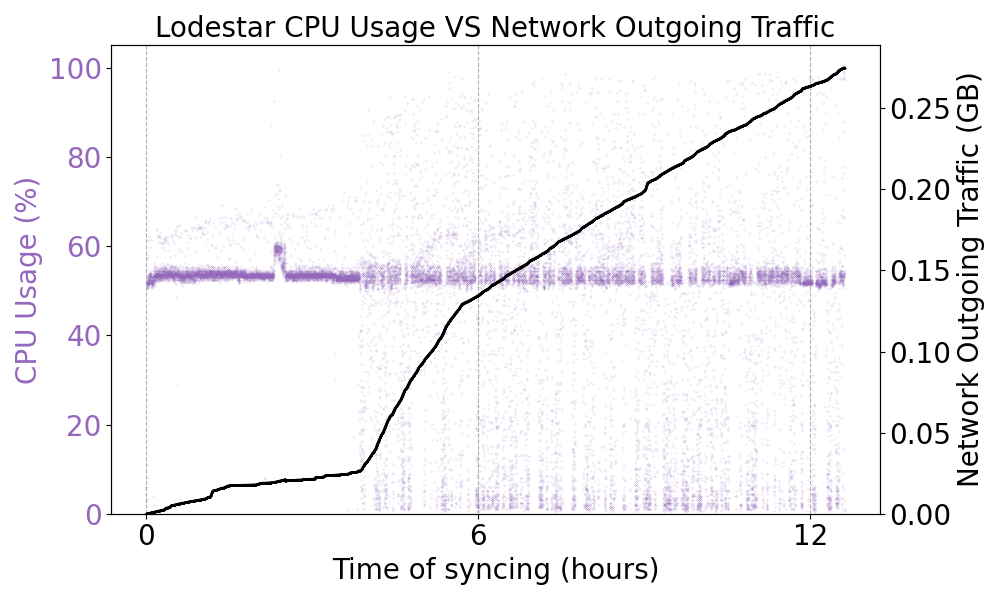 Lodestar CPU Usage VS Network Outgoing Traffic
CPU Usage (%)
100
80
60
40
20
0
0.25
0.20
0.15
0.10
0.05
0.00
Network Outgoing Traffic (GB)
0 6 12
Time of syncing (hours)